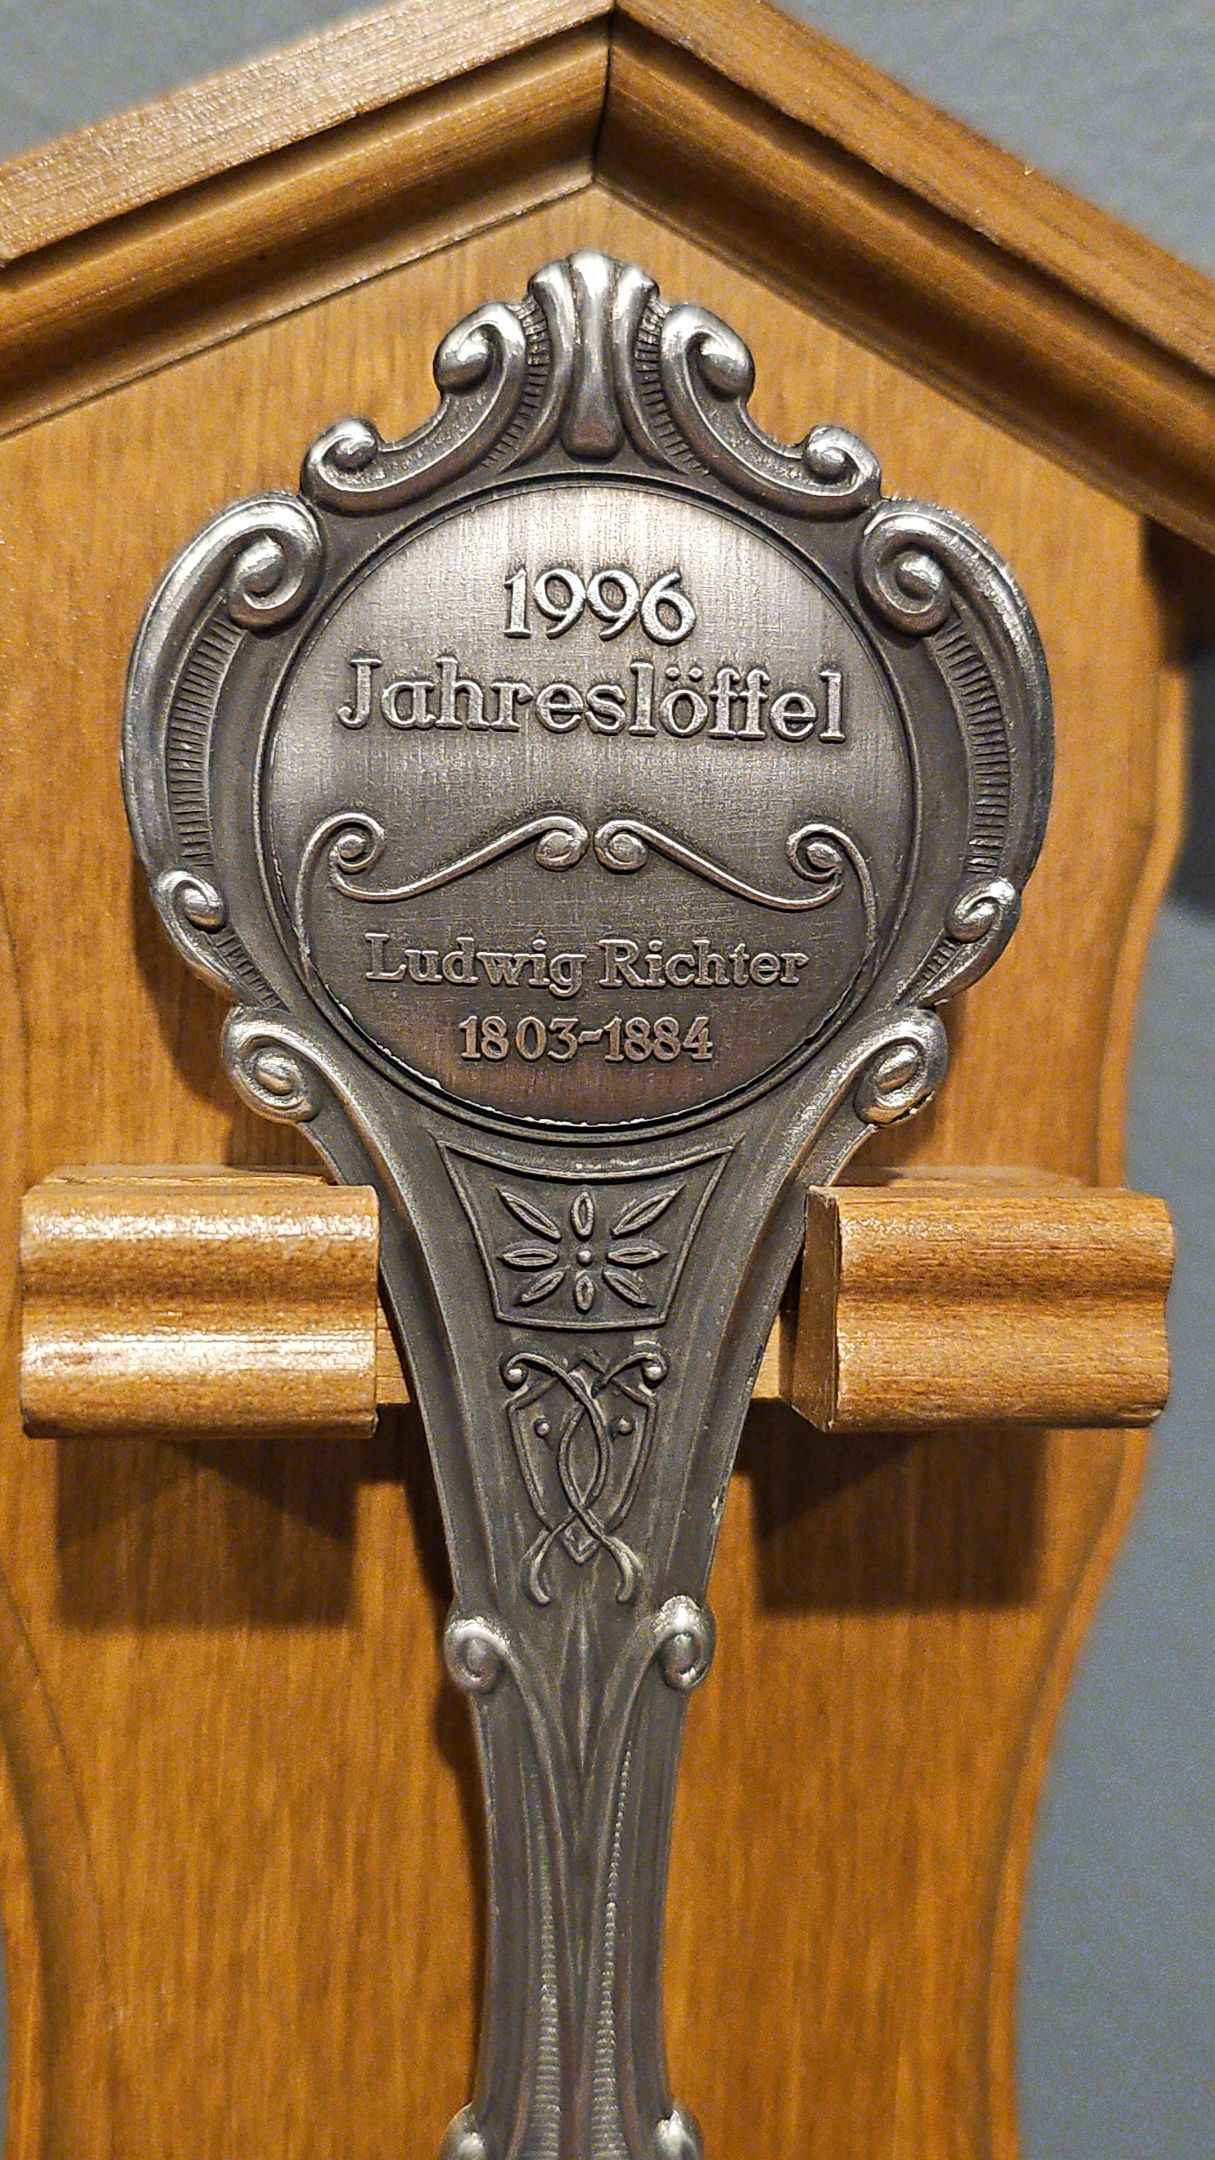 1996
Jahreslöffel
Ludwig Richter
1803-1884